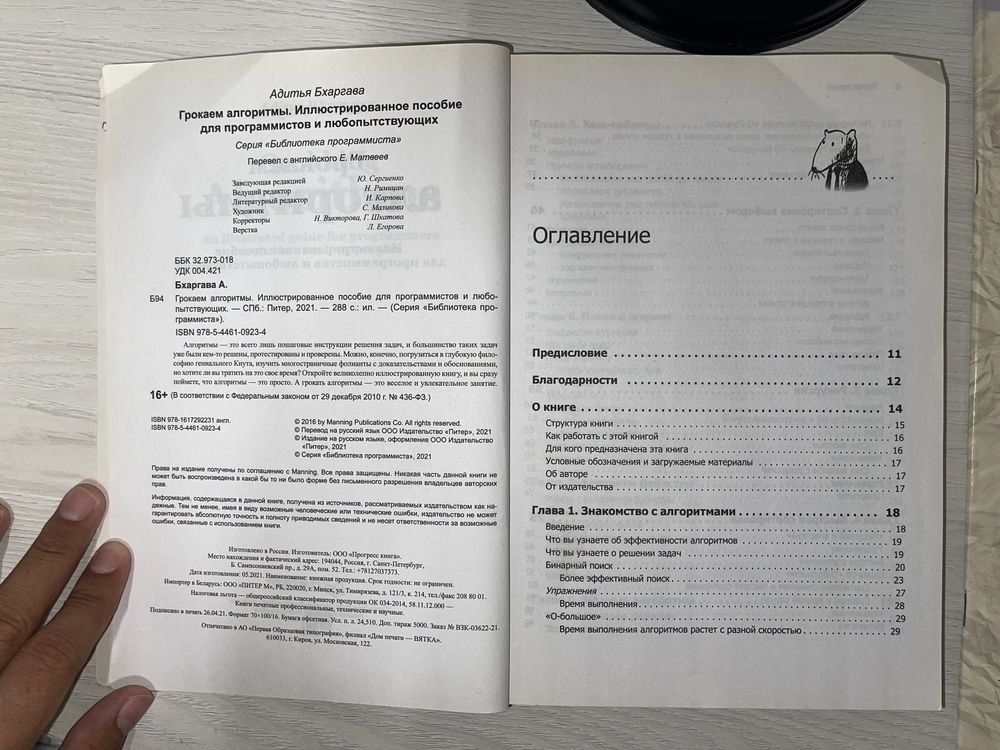 Адитья Бхаргава
Грокаем алгоритмы. Иллюстрированное пособие
для программистов и любопытствующих
Серия «Библиотека программиста»
Перевел с английского Е. Матвеев
Заведующая редакцией Ю. Сергиенко
Ведущий редактор Н. Римицан
Литературный редактор И. Карпова
Художник С. Маликова
Корректоры Н. Викторова, Г. Шкатова
Верстка Л. Егорова
ББК 32.973-018
УДК 004.421
Бхаргава А.
Б94 Грокаем алгоритмы. Иллюстрированное пособие для программистов и любо-
пытствующих. — СПб.: Питер, 2021. — 288 с.: ил. — (Серия «Библиотека про-
граммиста»).
ISBN 978-5-4461-0923-4
Алгоритмы — это всего лишь пошаговые инструкции решения задач, и большинство таких задач
уже были кем-то решены, протестированы и проверены. Можно, конечно, погрузиться в глубокую фило-
софию гениального Кнута, изучить многостраничные фолианты с доказательствами и обоснованиями,
но хотите ли вы тратить на это свое время? Откройте великолепно иллюстрированную книгу, и вы сразу
поймете, что алгоритмы — это просто. А грокать алгоритмы — это веселое и увлекательное занятие.
16+ (В соответствии с Федеральным законом от 29 декабря 2010 г. № 436-ФЗ.)
ISBN 978-1617292231 англ.
ISBN 978-5-4461-0923-4
© 2016 by Manning Publications Co. All rights reserved.
© Перевод на русский язык ООО Издательство «Питер», 2021
© Издание на русском языке, оформление ООО Издательство
«Питер», 2021
© Серия «Библиотека программиста», 2021
Права на издание получены по соглашению с Manning. Все права защищены. Никакая часть данной книги не
может быть воспроизведена в какой бы то ни было форме без письменного разрешения владельцев авторских
прав.
Информация, содержащаяся в данной книге, получена из источников, рассматриваемых издательством как на-
дежные. Тем не менее, имея в виду возможные человеческие или технические ошибки, издательство не может
гарантировать абсолютную точность и полноту приводимых сведений и не несет ответственности за возможные
ошибки, связанные с использованием книги.
Изготовлено в России. Изготовитель: ООО «Прогресс книга».
Место нахождения и фактический адрес: 194044, Россия, г. Санкт-Петербург,
Б. Сампсониевский пр., д. 29А, пом. 52. Тел.: +78127037373.
Дата изготовления: 05.2021. Наименование: книжная продукция. Срок годности: не ограничен.
Импортер в Беларусь: ООО «ПИТЕР М», РБ, 220020, г. Минск, ул. Тимирязева, д. 121/3, к. 214, тел./факс 208 80 01.
Налоговая льгота — общероссийский классификатор продукции ОК 034-2014, 58.11.12.000 —
Книги печатные профессиональные, технические и научные.
Подписано в печать 26.04.21. Формат 70×100/16. Бумага офсетная. Усл. п. л. 24,510. Доп. тираж 5000. Заказ № ВЗК-03622-21.
Отпечатано в АО «Первая Образцовая типография», филиал «Дом печати — ВЯТКА».
610033, г. Киров, ул. Московская, 122.
Оглавление
Предисловие 11
Благодарности 12
О книге 14
Структура книги 15
Как работать с этой книгой 16
Для кого предназначена эта книга 16
Условные обозначения и загружаемые материалы 17
Об авторе 17
От издательства 17
Глава 1. Знакомство с алгоритмами 18
Введение 18
Что вы узнаете об эффективности алгоритмов 19
Что вы узнаете о решении задач 19
Бинарный поиск 20
Более эффективный поиск 23
Упражнения 27
Время выполнения 28
«О-большое» 29
Время выполнения алгоритмов растет с разной скоростью 29